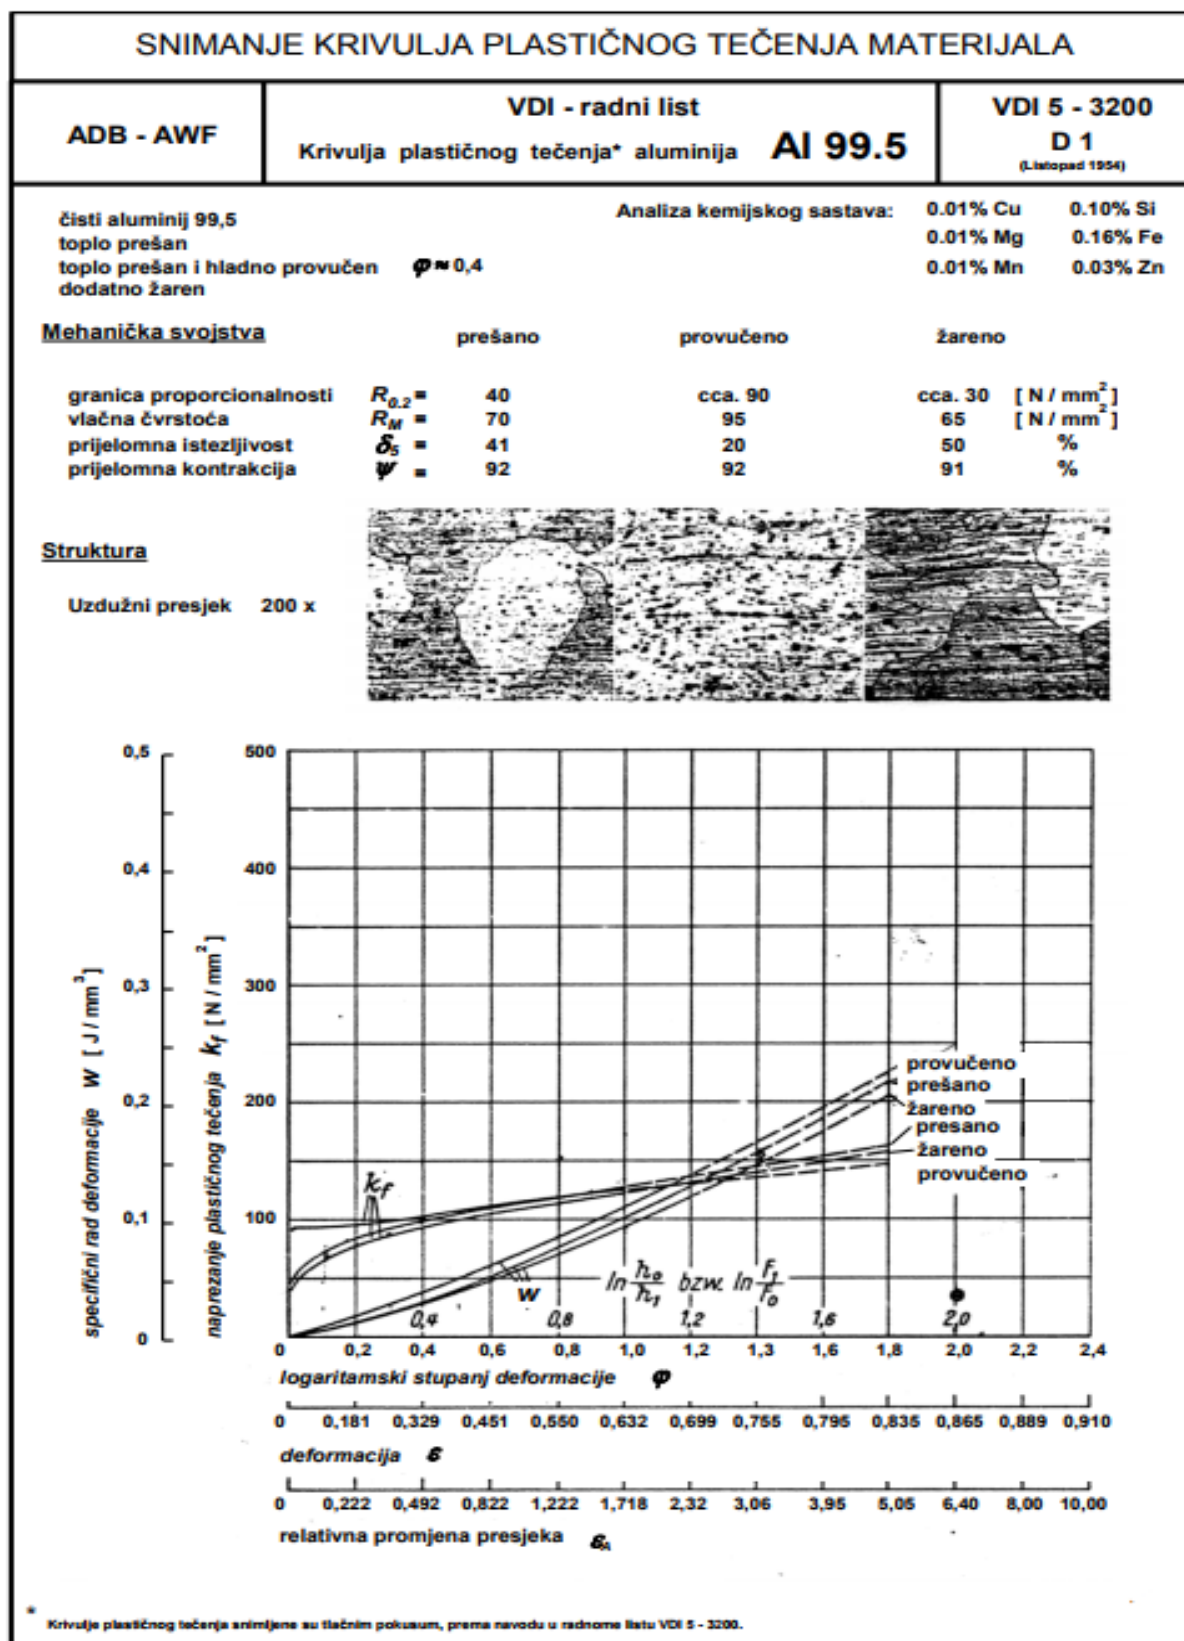 SNIMANJE KRIVULJA PLASTIČNOG TEČENJA MATERIJALA
ADB - AWF
VDI - radni list
Krivulja plastičnog tečenja* aluminija Al 99.5
VDI 5 - 3200
D 1
(Listopad 1954)
čisti aluminij 99,5
toplo prešan
toplo prešan i hladno provučen φ ≈ 0,4
dodatno žaren
Analiza kemijskog sastava: 0.01% Cu 0.10% Si
0.01% Mg 0.16% Fe
0.01% Mn 0.03% Zn
Mehanička svojstva prešano provučeno žareno
granica proporcionalnosti R0.2 = 40 cca. 90 cca. 30 [ N / mm² ]
vlačna čvrstoća RM = 70 95 65 [ N / mm² ]
prijelomna istezljivost δ5 = 41 20 50 %
prijelomna kontrakcija ψ = 92 92 91 %
Struktura
Uzdužni presjek 200 x
specifični rad deformacije W [ J / mm³ ]
0,5
0,4
0,3
0,2
0,1
0
naprezanje plastičnog tečenja kf [ N / mm² ]
500
400
300
200
100
provučeno
prešano
žareno
presano
žareno
provučeno
kf
w
ln h0/h1 bzw. ln F1/F0
0,4 0,8 1,2 1,6 2,0
0 0,2 0,4 0,6 0,8 1,0 1,2 1,3 1,6 1,8 2,0 2,2 2,4
logaritamski stupanj deformacije φ
0 0,181 0,329 0,451 0,550 0,632 0,699 0,755 0,795 0,835 0,865 0,889 0,910
deformacija ε
0 0,222 0,492 0,822 1,222 1,718 2,32 3,06 3,95 5,05 6,40 8,00 10,00
relativna promjena presjeka εA
* Krivulje plastičnog tečenja snimljene su tlačnim pokusum, prema navodu u radnome listu VDI 5 - 3200.